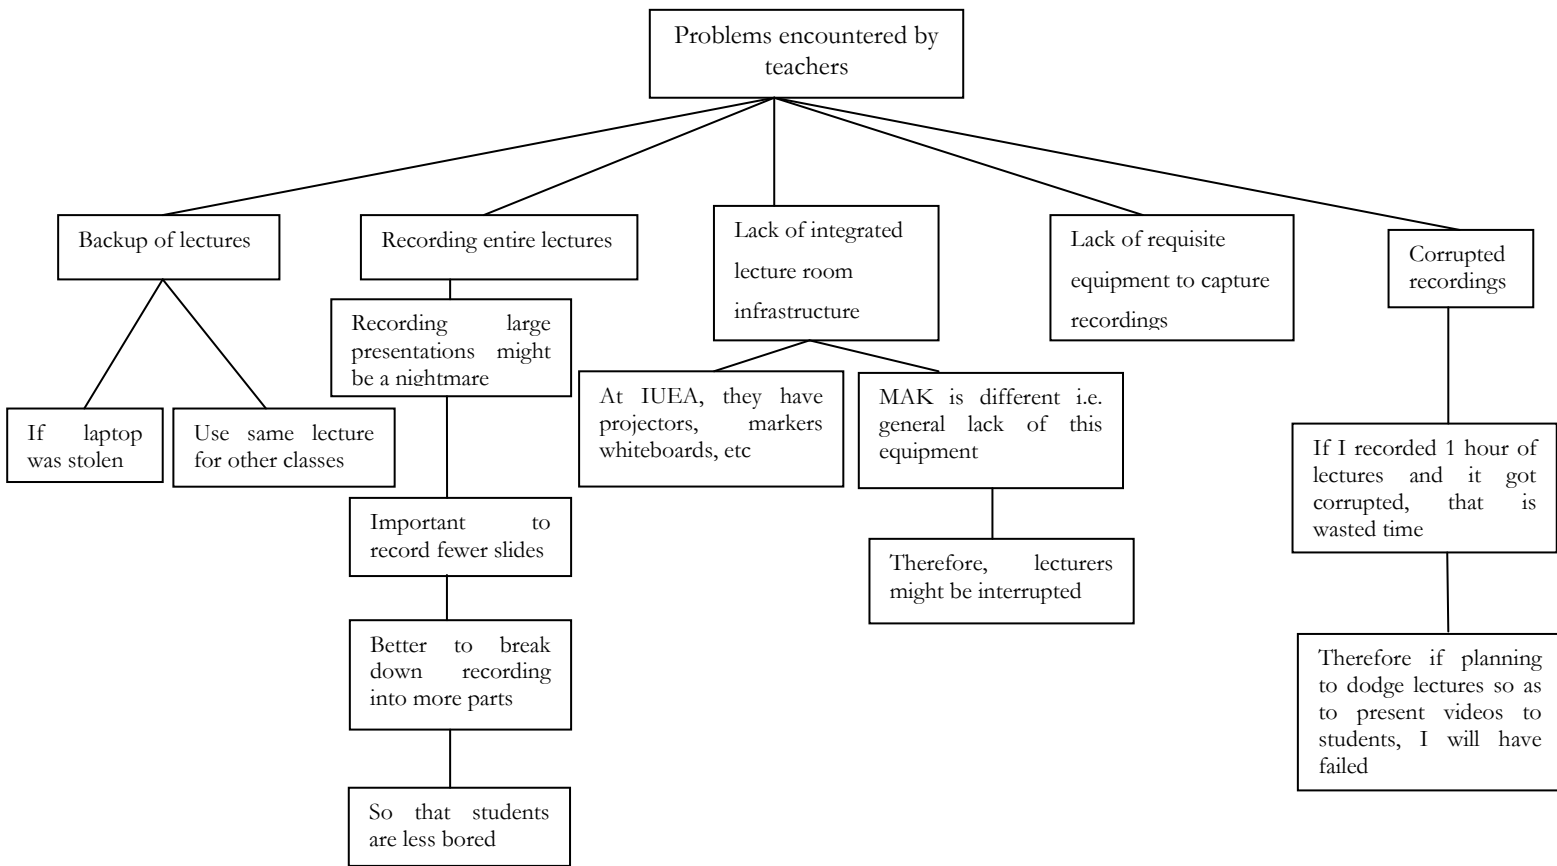 Problems encountered by
teachers
Backup of lectures
Recording entire lectures
Lack of integrated
lecture room
infrastructure
Lack of requisite
equipment to capture
recordings
Corrupted
recordings
If laptop
was stolen
Use same lecture
for other classes
Recording large
presentations might
be a nightmare
Important to
record fewer slides
Better to break
down recording
into more parts
So that students
are less bored
At IUEA, they have
projectors, markers
whiteboards, etc
MAK is different i.e.
general lack of this
equipment
Therefore, lecturers
might be interrupted
If I recorded 1 hour of
lectures and it got
corrupted, that is
wasted time
Therefore if planning
to dodge lectures so as
to present videos to
students, I will have
failed